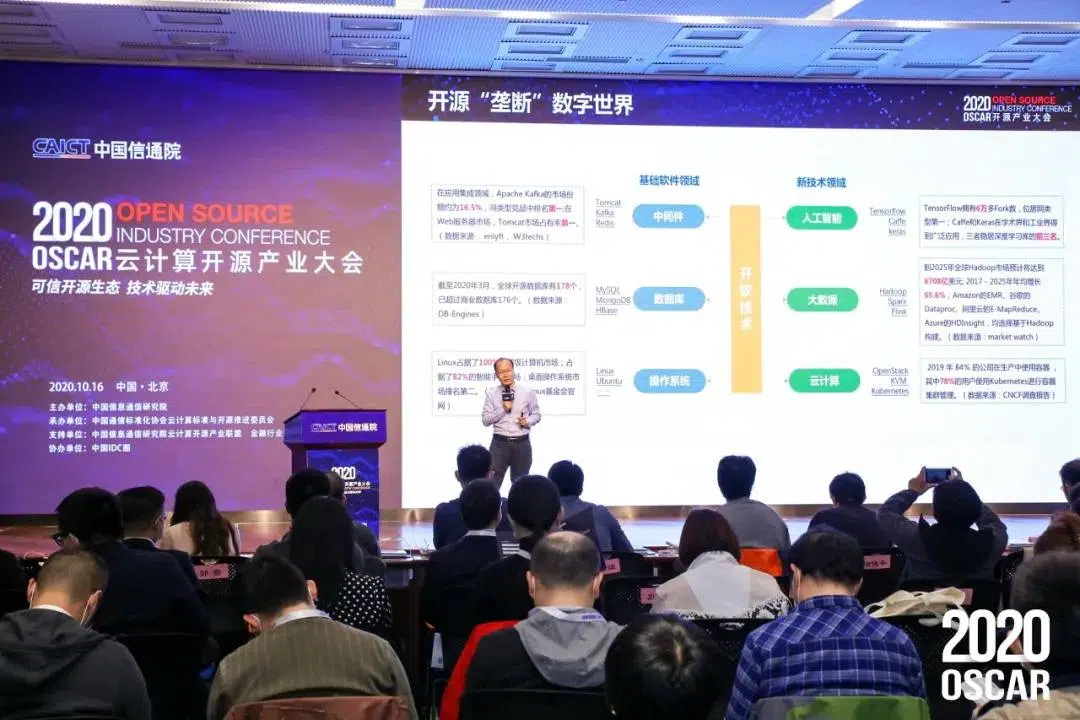 CAICT 中国信通院
2020 OPEN SOURCE
INDUSTRY CONFERENCE
OSCAR云计算开源产业大会
可信开源生态 技术驱动未来
2020.10.16 中国·北京
主办单位：中国信息通信研究院
承办单位：中国通信标准化协会云计算标准与开源推进委员会
支持单位：中国信息通信研究院云计算开源产业联盟 金融行业
协办单位：中国IDC圈
CAICT 中国信通院
2020
开源“垄断”数字世界
2020 OPEN SOURCE
INDUSTRY CONFERENCE
OSCAR开源产业大会
基础软件领域
新技术领域
在应用集成领域，Apache Kafka的市场份
额约为16.5%，同类型竞品中排名第一;在
Web服务器市场，Tomcat市场占有率第一。
（数据来源： enlyft 、W3techs）
Tomcat
Kafka
Redis
中间件
截至2020年3月，全球开源数据库有178个，
已超过商业数据库176个。（数据来源：
DB-Engines）
MySQL
MongoDB
HBase
数据库
Linux占据了100%
级计算机市场；占
据了82%的智能
场；桌面操作系统市
场排名第二。
nux基金会官
网）
Linux
Ubuntu
操作系统
开源技术
人工智能
Tensorflow
Caffe
keras
TensorFlow拥有6万多Fork数，位居同类
型第一；Caffe和Keras在学术界和工业界得
到广泛应用，三者稳居深度学习库的前三名。
大数据
Hadoop
Spark
Flink
到2025年全球Hadoop市场预计将达到
6708亿美元; 2017 - 2025年年均增长
65.6%，Amazon的EMR、谷歌的
Dataproc、阿里云的E-MapReduce、
Azure的HDInsight，均选择基于Hadoop
构建。（数据来源：market watch）
云计算
OpenStack
KVM
Kubernetes
2019 年 84% 的公司在生产中使用容器，
其中78%的用户使用Kubernetes进行容器
集群管理。（数据来源：CNCF调查报告）
2020
OSCAR